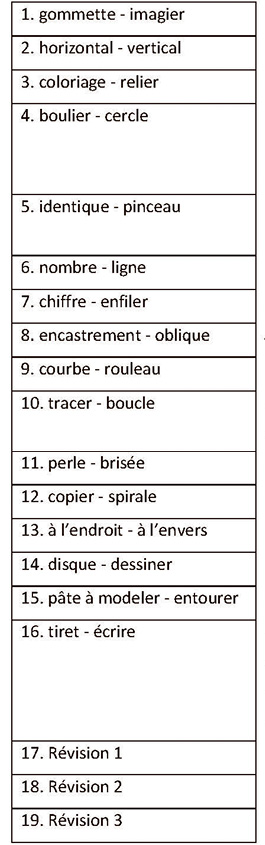 1. gommette - imagier
2. horizontal - vertical
3. coloriage - relier
4. boulier - cercle
5. identique - pinceau
6. nombre - ligne
7. chiffre - enfiler
8. encastrement - oblique
9. courbe - rouleau
10. tracer - boucle
11. perle - brisée
12. copier - spirale
13. à l’endroit - à l’envers
14. disque - dessiner
15. pâte à modeler - entourer
16. tiret - écrire
17. Révision 1
18. Révision 2
19. Révision 3